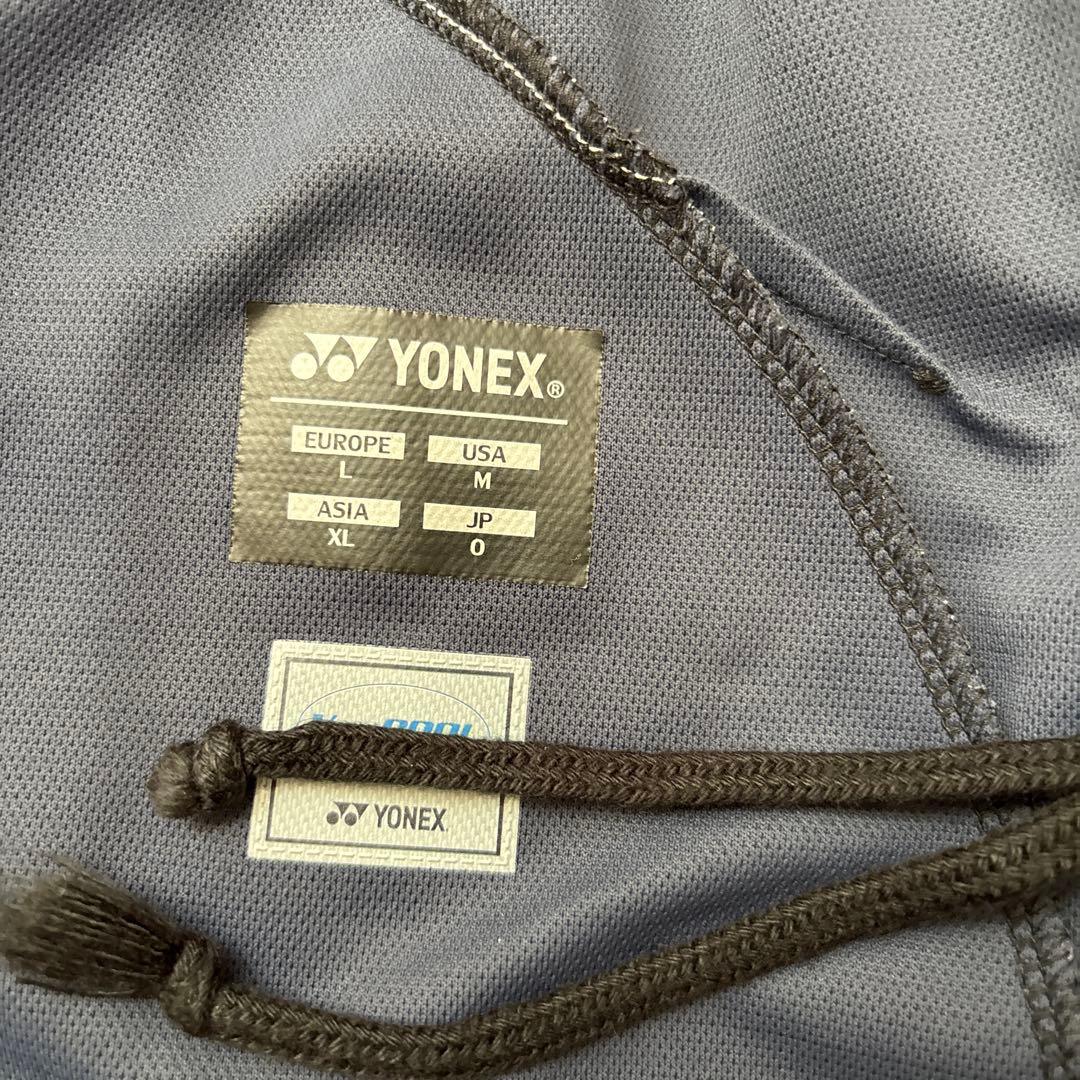 YONEX®
EUROPE USA
L M
ASIA JP
XL O
YONEX